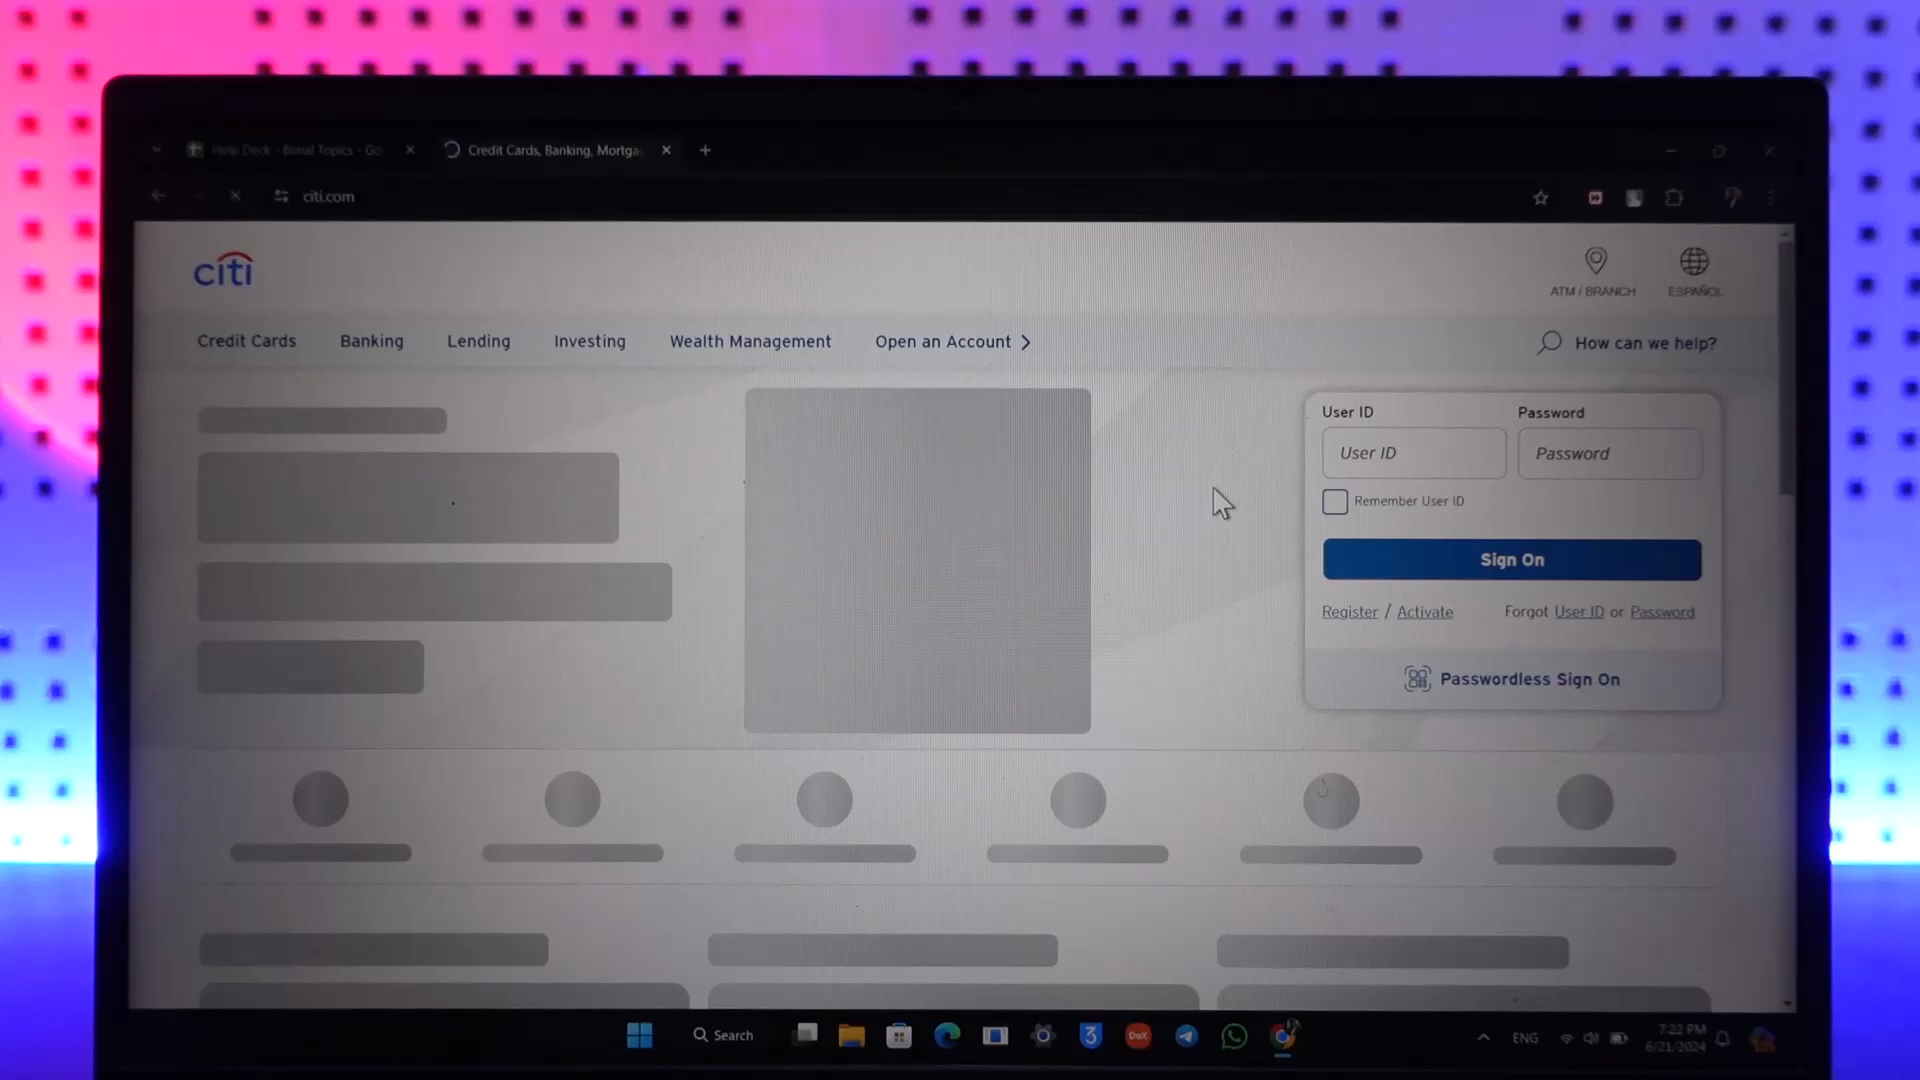 Help Deck - Bimal Topics - Go
Credit Cards, Banking, Mortga
citi.com
citi
ATM / BRANCH
ESPAÑOL
Credit Cards
Banking
Lending
Investing
Wealth Management
Open an Account
How can we help?
User ID
Password
User ID
Password
Remember User ID
Sign On
Register / Activate
Forgot User ID or Password
Passwordless Sign On
Search
3
DoX
ENG
7:22 PM
6/21/2024